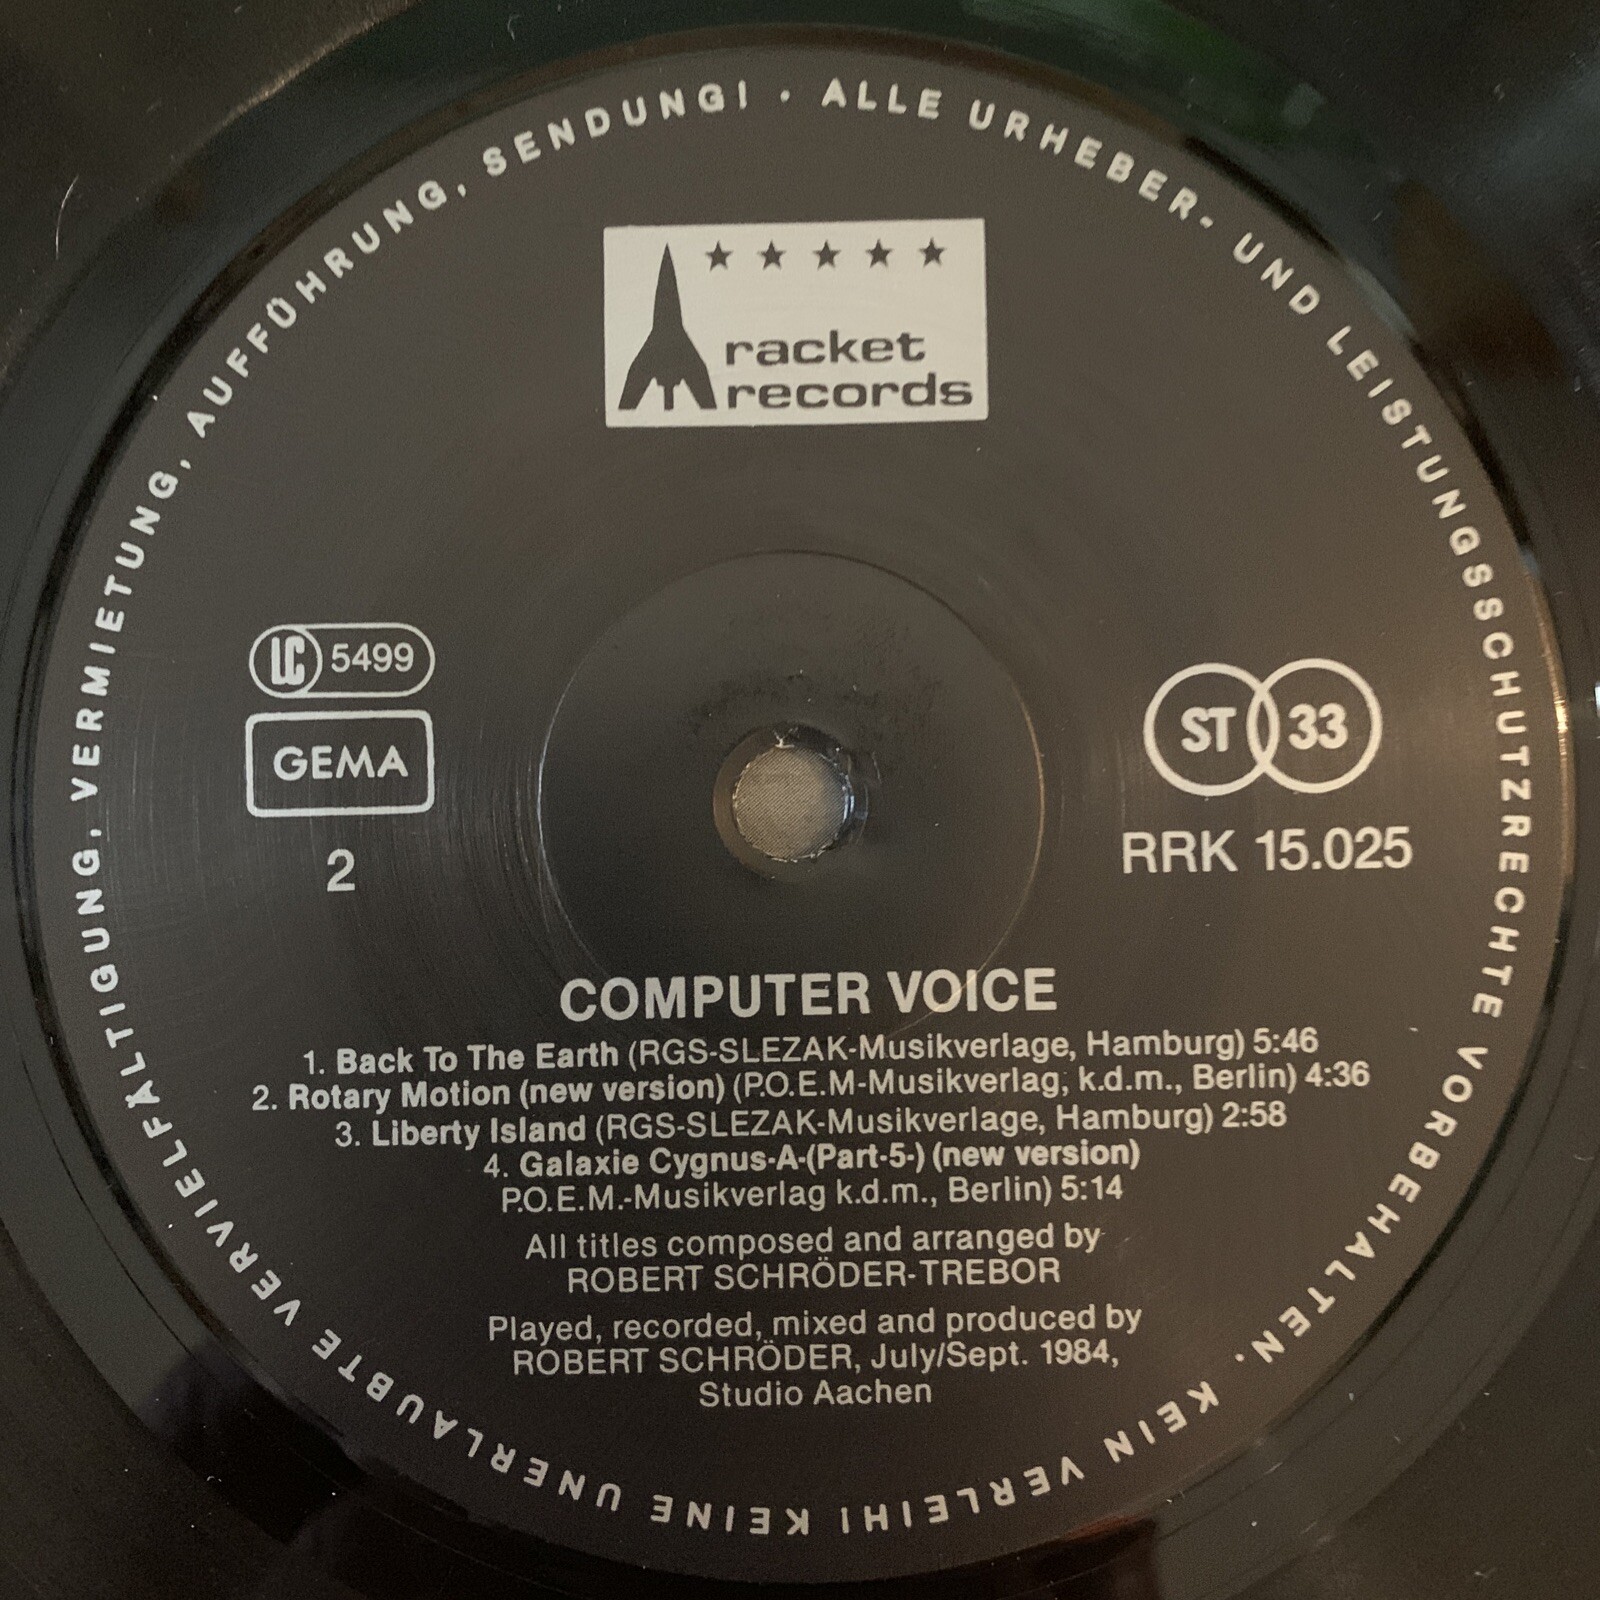 ALLE URHEBER- UND LEISTUNGSSCHUTZRECHTE VORBEHALTEN. KEIN VERLEIH! KEINE UNERLAUBTE VERVIELFÄLTIGUNG, VERMIETUNG, AUFFÜHRUNG, SENDUNG! ·
racket
records
LC 5499
GEMA
2
ST 33
RRK 15.025
COMPUTER VOICE
1. Back To The Earth (RGS-SLEZAK-Musikverlage, Hamburg) 5:46
2. Rotary Motion (new version) (P.O.E.M-Musikverlag, k.d.m., Berlin) 4:36
3. Liberty Island (RGS-SLEZAK-Musikverlage, Hamburg) 2:58
4. Galaxie Cygnus-A-(Part-5-) (new version)
P.O.E.M.-Musikverlag k.d.m., Berlin) 5:14
All titles composed and arranged by
ROBERT SCHRÖDER-TREBOR
Played, recorded, mixed and produced by
ROBERT SCHRÖDER, July/Sept. 1984,
Studio Aachen